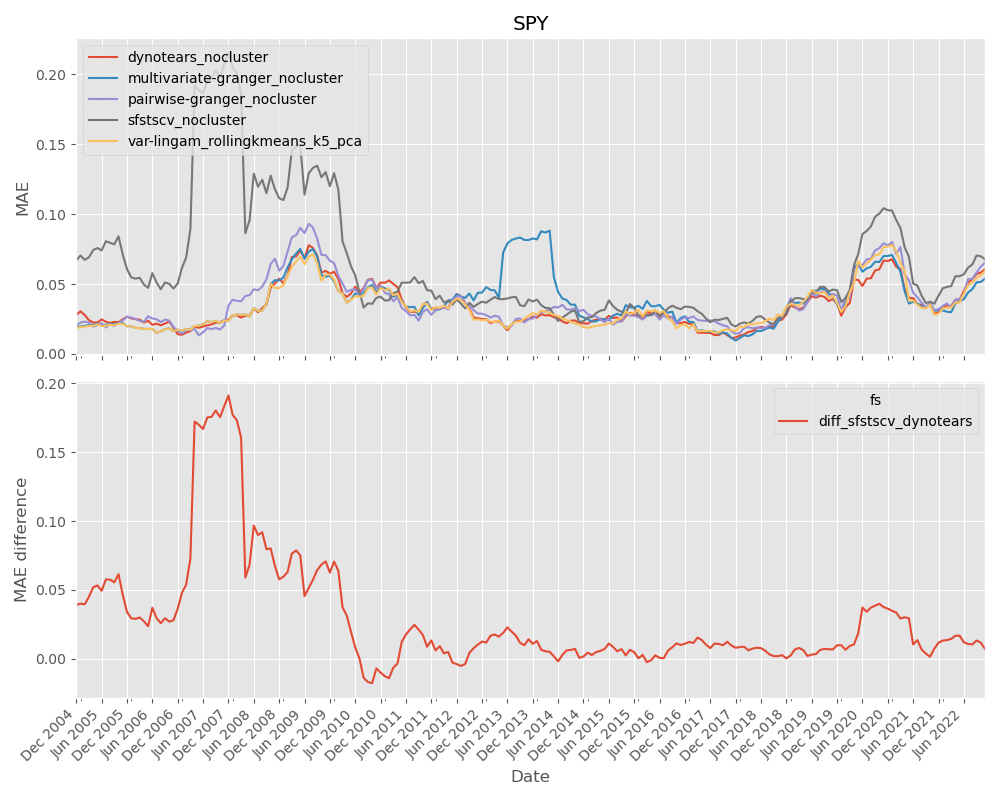 SPY
dynotears_nocluster
multivariate-granger_nocluster
pairwise-granger_nocluster
sfstscv_nocluster
var-lingam_rollingkmeans_k5_pca
MAE
0.20
0.15
0.10
0.05
0.00
fs
diff_sfstscv_dynotears
MAE difference
0.20
0.15
0.10
0.05
0.00
Dec 2004
Jun 2005
Dec 2005
Jun 2006
Dec 2006
Jun 2007
Dec 2007
Jun 2008
Dec 2008
Jun 2009
Dec 2009
Jun 2010
Dec 2010
Jun 2011
Dec 2011
Jun 2012
Dec 2012
Jun 2013
Dec 2013
Jun 2014
Dec 2014
Jun 2015
Dec 2015
Jun 2016
Dec 2016
Jun 2017
Dec 2017
Jun 2018
Dec 2018
Jun 2019
Dec 2019
Jun 2020
Dec 2020
Jun 2021
Dec 2021
Jun 2022
Date